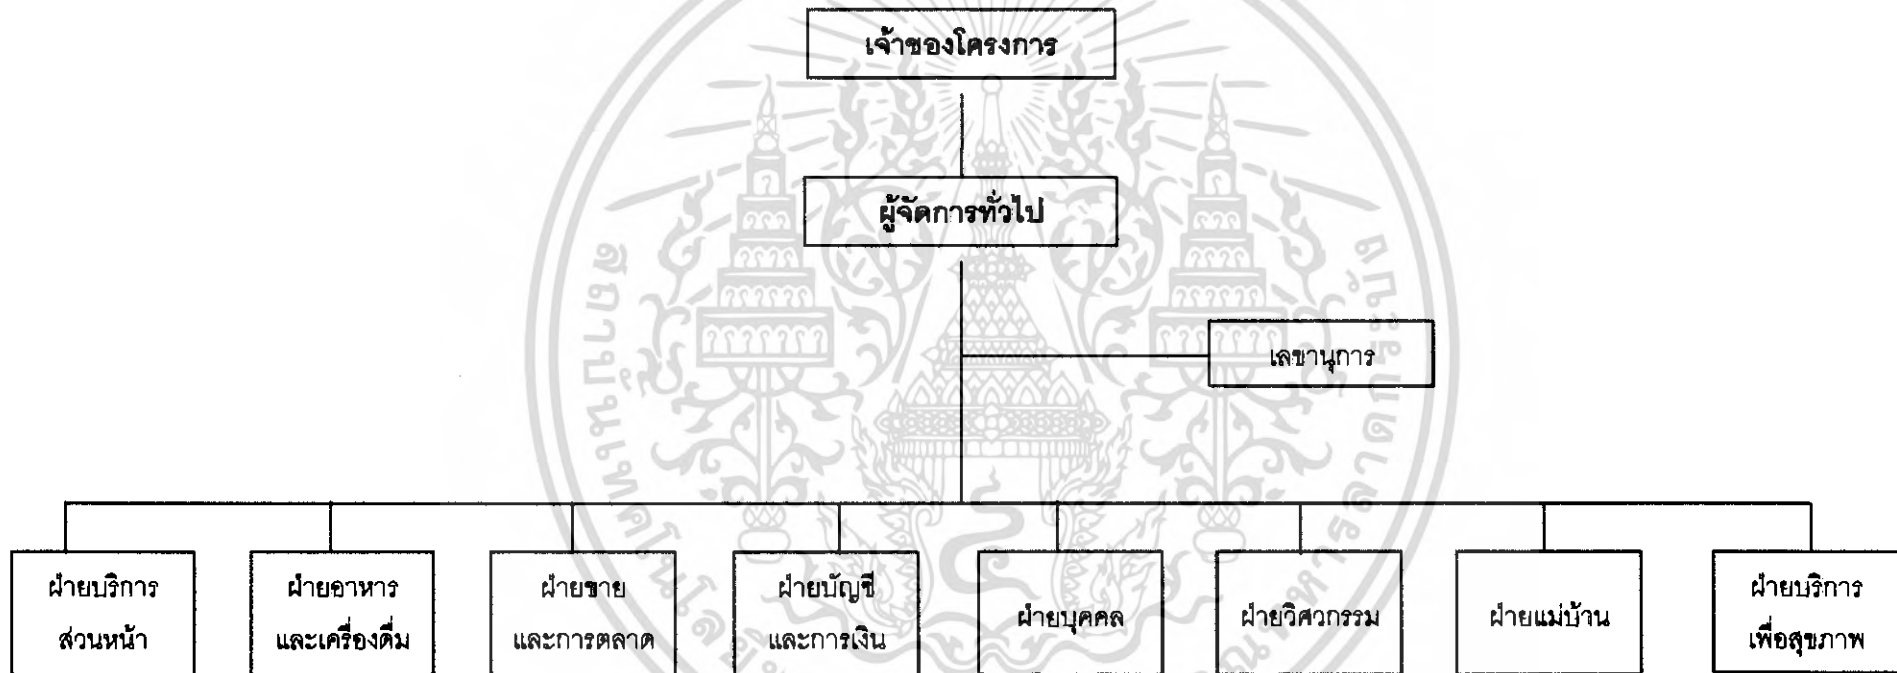 เจ้าของโครงการ
ผู้จัดการทั่วไป
เลขานุการ
ฝ่ายบริการ
ส่วนหน้า
ฝ่ายอาหาร
และเครื่องดื่ม
ฝ่ายขาย
และการตลาด
ฝ่ายบัญชี
และการเงิน
ฝ่ายบุคคล
ฝ่ายวิศวกรรม
ฝ่ายแม่บ้าน
ฝ่ายบริการ
เพื่อสุขภาพ